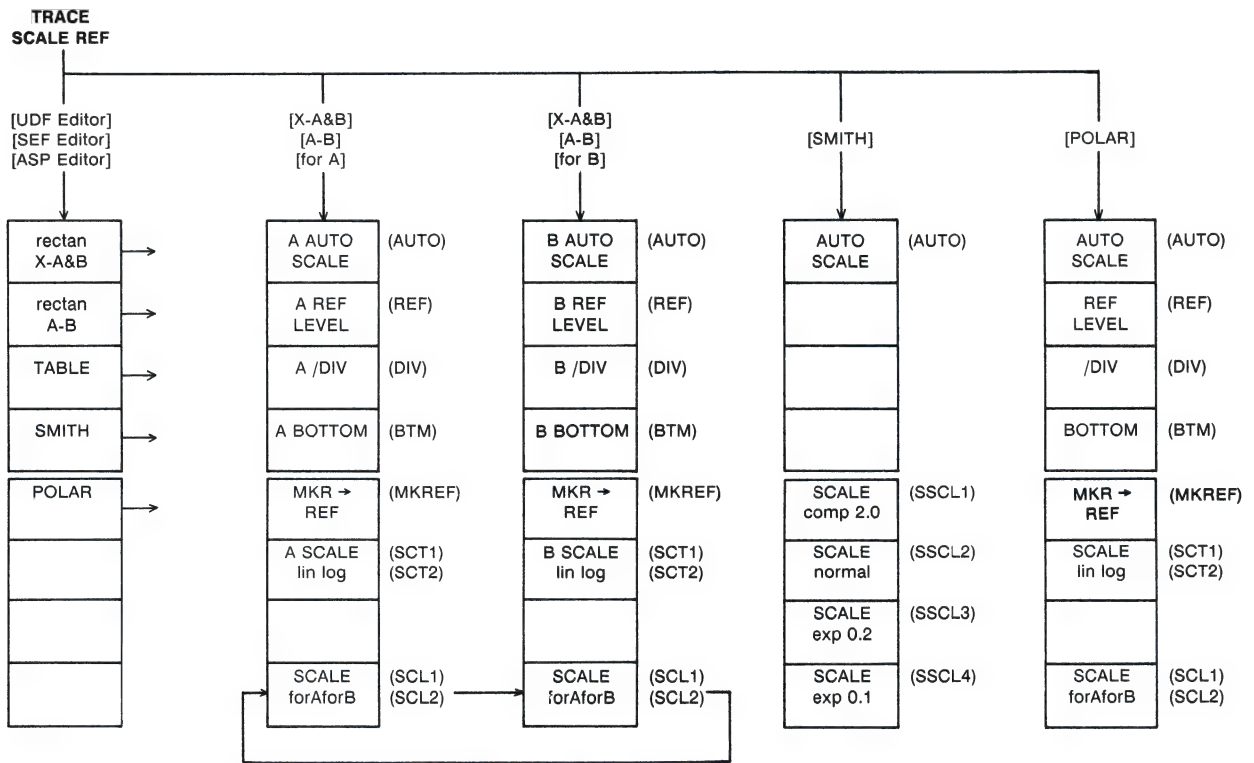 TRACE
SCALE REF
[UDF Editor]
[SEF Editor]
[ASP Editor]
rectan
X-A&B
rectan
A-B
TABLE
SMITH
POLAR
[X-A&B]
[A-B]
[for A]
A AUTO
SCALE
(AUTO)
A REF
LEVEL
(REF)
A /DIV
(DIV)
A BOTTOM
(BTM)
MKR →
REF
(MKREF)
A SCALE
lin log
(SCT1)
(SCT2)
SCALE
forAforB
(SCL1)
(SCL2)
[X-A&B]
[A-B]
[for B]
B AUTO
SCALE
(AUTO)
B REF
LEVEL
(REF)
B /DIV
(DIV)
B BOTTOM
(BTM)
MKR →
REF
(MKREF)
B SCALE
lin log
(SCT1)
(SCT2)
SCALE
forAforB
(SCL1)
(SCL2)
[SMITH]
AUTO
SCALE
(AUTO)
SCALE
comp 2.0
(SSCL1)
SCALE
normal
(SSCL2)
SCALE
exp 0.2
(SSCL3)
SCALE
exp 0.1
(SSCL4)
[POLAR]
AUTO
SCALE
(AUTO)
REF
LEVEL
(REF)
/DIV
(DIV)
BOTTOM
(BTM)
MKR →
REF
(MKREF)
SCALE
lin log
(SCT1)
(SCT2)
SCALE
forAforB
(SCL1)
(SCL2)